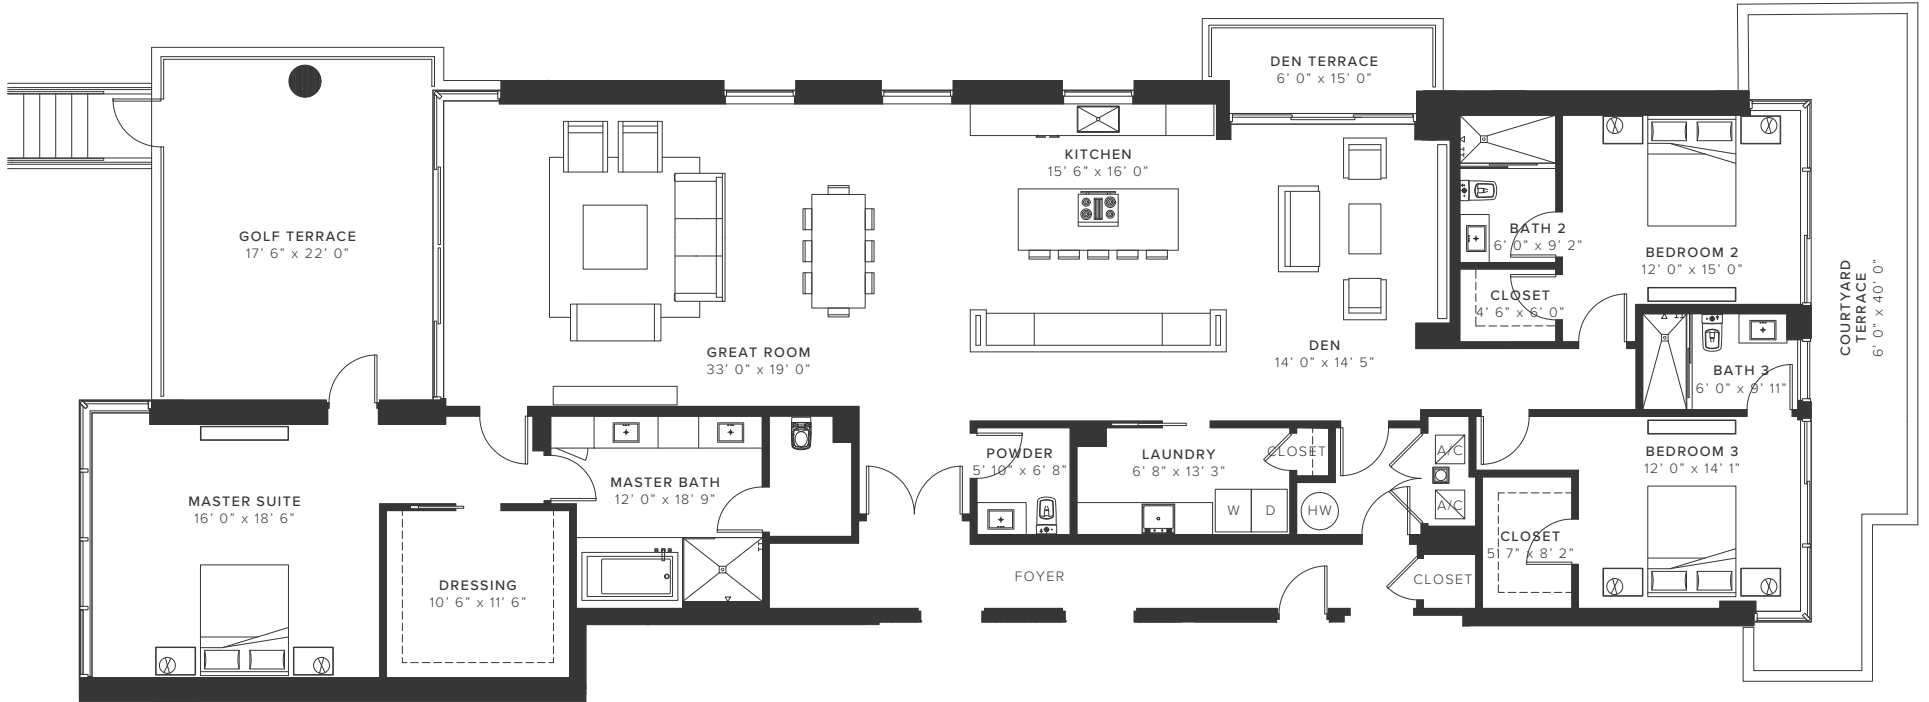 DEN TERRACE
6' 0" x 15' 0"
KITCHEN
15' 6" x 16' 0"
GOLF TERRACE
17' 6" x 22' 0"
BATH 2
6' 0" x 9' 2"
BEDROOM 2
12' 0" x 15' 0"
COURTYARD
TERRACE
6' 0" x 40' 0"
CLOSET
4' 6" x 6' 0"
GREAT ROOM
33' 0" x 19' 0"
DEN
14' 0" x 14' 5"
BATH 3
6' 0" x 9' 11"
MASTER SUITE
16' 0" x 18' 6"
MASTER BATH
12' 0" x 18' 9"
POWDER
5' 10" x 6' 8"
LAUNDRY
6' 8" x 13' 3"
CLOSET
A/C
BEDROOM 3
12' 0" x 14' 1"
W
D
HW
A/C
CLOSET
5' 7" x 8' 2"
DRESSING
10' 6" x 11' 6"
FOYER
CLOSET